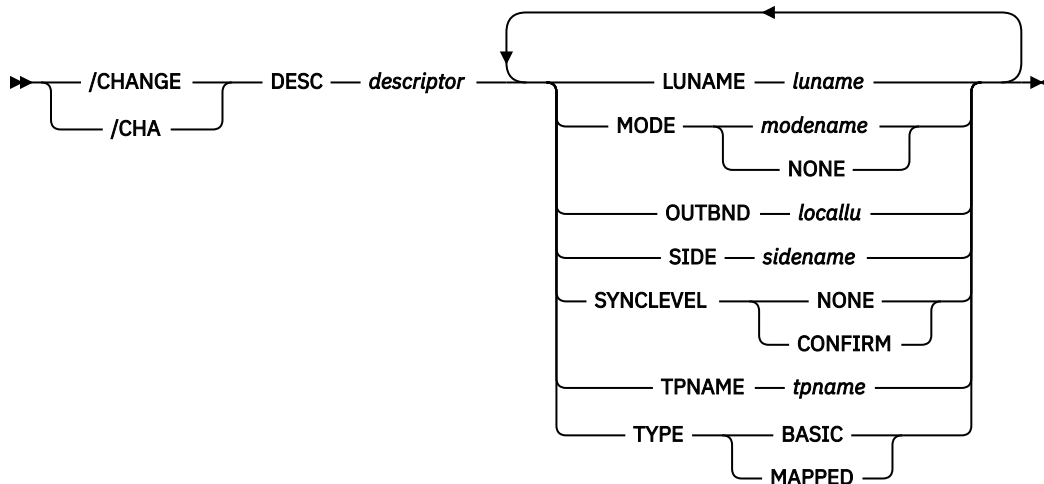 /CHANGE DESC descriptor LUNAME luname
/CHA
MODE modename
NONE
OUTBND locallu
SIDE sidename
SYNCLEVEL NONE
CONFIRM
TPNAME tpname
TYPE BASIC
MAPPED